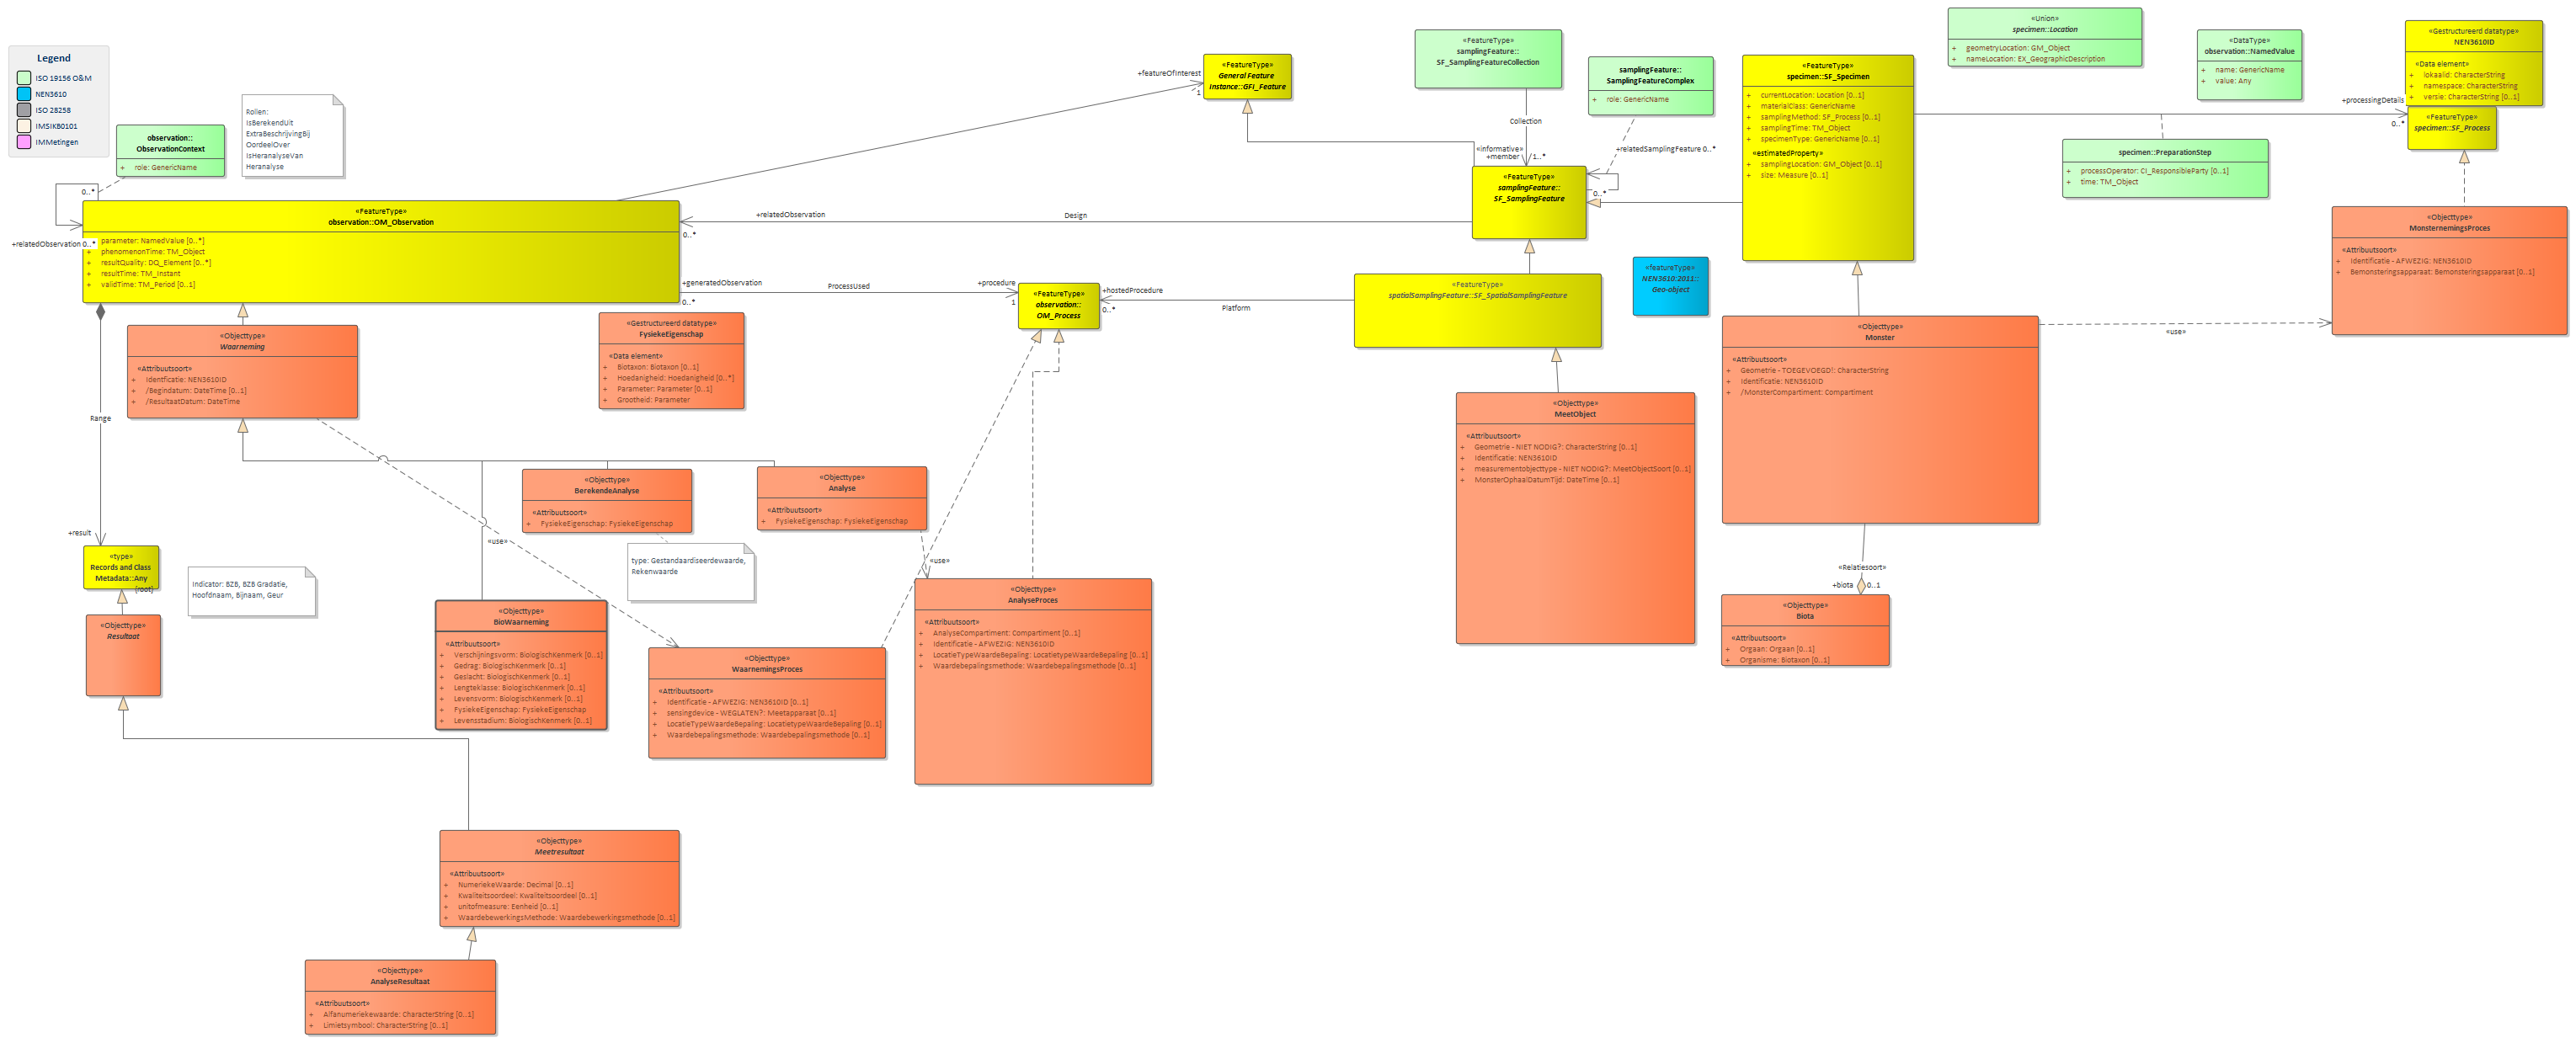 Legend
ISO 19156 O&M
NEN3610
ISO 28258
IMSIKB0101
IMMetingen
observation::
ObservationContext
+ role: GenericName
Rollen:
IsBerekendUit
ExtraBeschrijvingBij
OordeelOver
IsHeranalyseVan
Heranalyse
0..*
+relatedObservation 0..*
«FeatureType»
observation::OM_Observation
+ parameter: NamedValue [0..*]
+ phenomenonTime: TM_Object
+ resultQuality: DQ_Element [0..*]
+ resultTime: TM_Instant
+ validTime: TM_Period [0..1]
+featureOfInterest
1
«FeatureType»
General Feature
Instance::GFI_Feature
«FeatureType»
samplingFeature::
SF_SamplingFeatureCollection
Collection
«informative»
+member
1..*
samplingFeature::
SamplingFeatureComplex
+ role: GenericName
+relatedSamplingFeature 0..*
0..*
«FeatureType»
samplingFeature::
SF_SamplingFeature
+relatedObservation
Design
0..*
«FeatureType»
specimen::SF_Specimen
+ currentLocation: Location [0..1]
+ materialClass: GenericName
+ samplingMethod: SF_Process [0..1]
+ samplingTime: TM_Object
+ specimenType: GenericName [0..1]
«estimatedProperty»
+ samplingLocation: GM_Object [0..1]
+ size: Measure [0..1]
«Union»
specimen::Location
+ geometryLocation: GM_Object
+ nameLocation: EX_GeographicDescription
«DataType»
observation::NamedValue
+ name: GenericName
+ value: Any
«Gestructureerd datatype»
NEN3610ID
«Data element»
+ lokaalid: CharacterString
+ namespace: CharacterString
+ versie: CharacterString [0..1]
+processingDetails
0..*
«FeatureType»
specimen::SF_Process
specimen::PreparationStep
+ processOperator: CI_ResponsibleParty [0..1]
+ time: TM_Object
«Objecttype»
MonsternemingsProces
«Attribuutsoort»
+ Identificatie - AFWEZIG: NEN3610ID
+ Bemonsteringsapparaat: Bemonsteringsapparaat [0..1]
+generatedObservation
0..*
ProcessUsed
+procedure
1
«FeatureType»
observation::
OM_Process
+hostedProcedure
0..*
Platform
«FeatureType»
spatialSamplingFeature::SF_SpatialSamplingFeature
«featureType»
NEN3610:2011::
Geo-object
«Objecttype»
Waarneming
«Attribuutsoort»
+ Identficatie: NEN3610ID
+ /Begindatum: DateTime [0..1]
+ /ResultaatDatum: DateTime
«Gestructureerd datatype»
FysiekeEigenschap
«Data element»
+ Biotaxon: Biotaxon [0..1]
+ Hoedanigheid: Hoedanigheid [0..*]
+ Parameter: Parameter [0..1]
+ Grootheid: Parameter
«Objecttype»
Monster
«Attribuutsoort»
+ Geometrie - TOEGEVOEGD!: CharacterString
+ Identificatie: NEN3610ID
+ /MonsterCompartiment: Compartiment
«use»
«Objecttype»
MeetObject
«Attribuutsoort»
+ Geometrie - NIET NODIG?: CharacterString [0..1]
+ Identificatie: NEN3610ID
+ measurementobjecttype - NIET NODIG?: MeetObjectSoort [0..1]
+ MonsterOphaalDatumTijd: DateTime [0..1]
Range
+result
«Objecttype»
BerekendeAnalyse
«Attribuutsoort»
+ FysiekeEigenschap: FysiekeEigenschap
«Objecttype»
Analyse
«Attribuutsoort»
+ FysiekeEigenschap: FysiekeEigenschap
«use»
«use»
type: Gestandaardiseerdewaarde,
Rekenwaarde
«type»
Records and Class
Metadata::Any
{root}
Indicator: BZB, BZB Gradatie,
Hoofdnaam, Bijnaam, Geur
«Objecttype»
Resultaat
«Objecttype»
BioWaarneming
«Attribuutsoort»
+ Verschijningsvorm: BiologischKenmerk [0..1]
+ Gedrag: BiologischKenmerk [0..1]
+ Geslacht: BiologischKenmerk [0..1]
+ Lengteklasse: BiologischKenmerk [0..1]
+ Levensvorm: BiologischKenmerk [0..1]
+ FysiekeEigenschap: FysiekeEigenschap
+ Levensstadium: BiologischKenmerk [0..1]
«Objecttype»
WaarnemingsProces
«Attribuutsoort»
+ Identificatie - AFWEZIG: NEN3610ID [0..1]
+ sensingdevice - WEGLATEN?: Meetapparaat [0..1]
+ LocatieTypeWaardeBepaling: LocatietypeWaardeBepaling [0..1]
+ Waardebepalingsmethode: Waardebepalingsmethode [0..1]
«Objecttype»
AnalyseProces
«Attribuutsoort»
+ AnalyseCompartiment: Compartiment [0..1]
+ Identificatie - AFWEZIG: NEN3610ID
+ LocatieTypeWaardeBepaling: LocatietypeWaardeBepaling [0..1]
+ Waardebepalingsmethode: Waardebepalingsmethode [0..1]
«Relatiesoort»
+biota
0..1
«Objecttype»
Biota
«Attribuutsoort»
+ Orgaan: Orgaan [0..1]
+ Organisme: Biotaxon [0..1]
«Objecttype»
Meetresultaat
«Attribuutsoort»
+ NumeriekeWaarde: Decimal [0..1]
+ Kwaliteitsoordeel: Kwaliteitsoordeel [0..1]
+ unitofmeasure: Eenheid [0..1]
+ WaardebewerkingsMethode: Waardebewerkingsmethode [0..1]
«Objecttype»
AnalyseResultaat
«Attribuutsoort»
+ Alfanumeriekewaarde: CharacterString [0..1]
+ Limietsymbool: CharacterString [0..1]